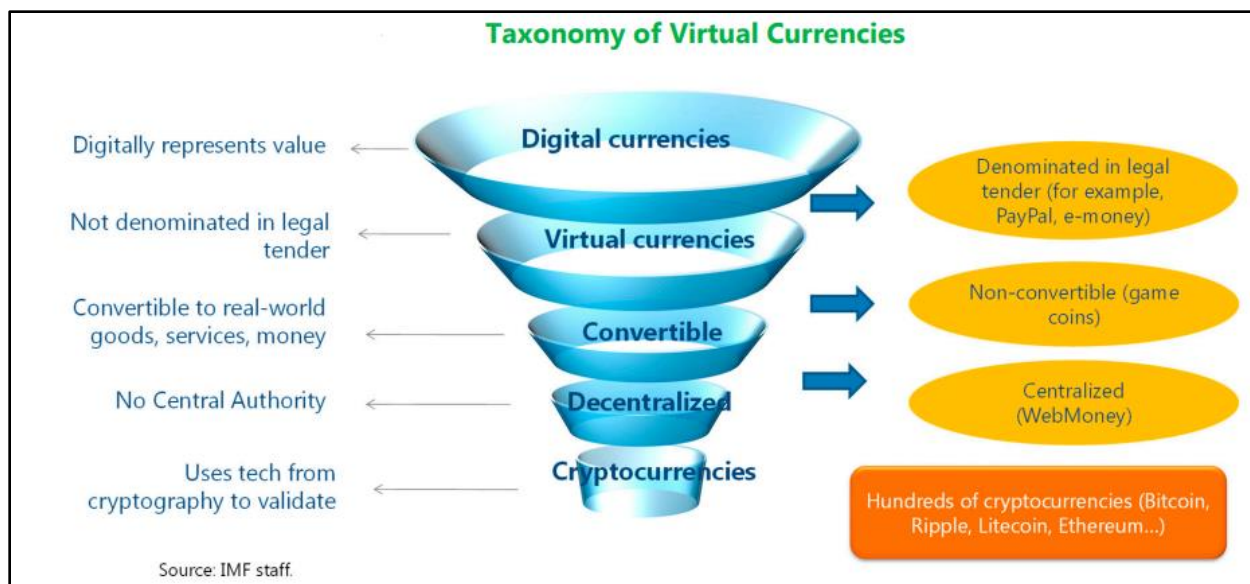 Taxonomy of Virtual Currencies
Digitally represents value
Digital currencies
Denominated in legal
tender (for example,
PayPal, e-money)
Not denominated in legal
tender
Virtual currencies
Convertible to real-world
goods, services, money
Convertible
Non-convertible (game
coins)
No Central Authority
Decentralized
Centralized
(WebMoney)
Uses tech from
cryptography to validate
Cryptocurrencies
Hundreds of cryptocurrencies (Bitcoin,
Ripple, Litecoin, Ethereum...)
Source: IMF staff.